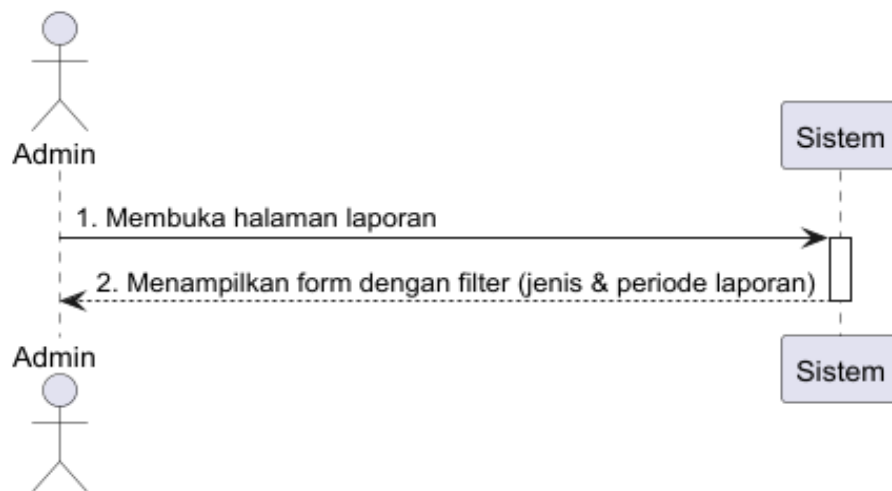 Admin
Sistem
1. Membuka halaman laporan
2. Menampilkan form dengan filter (jenis & periode laporan)
Admin
Sistem